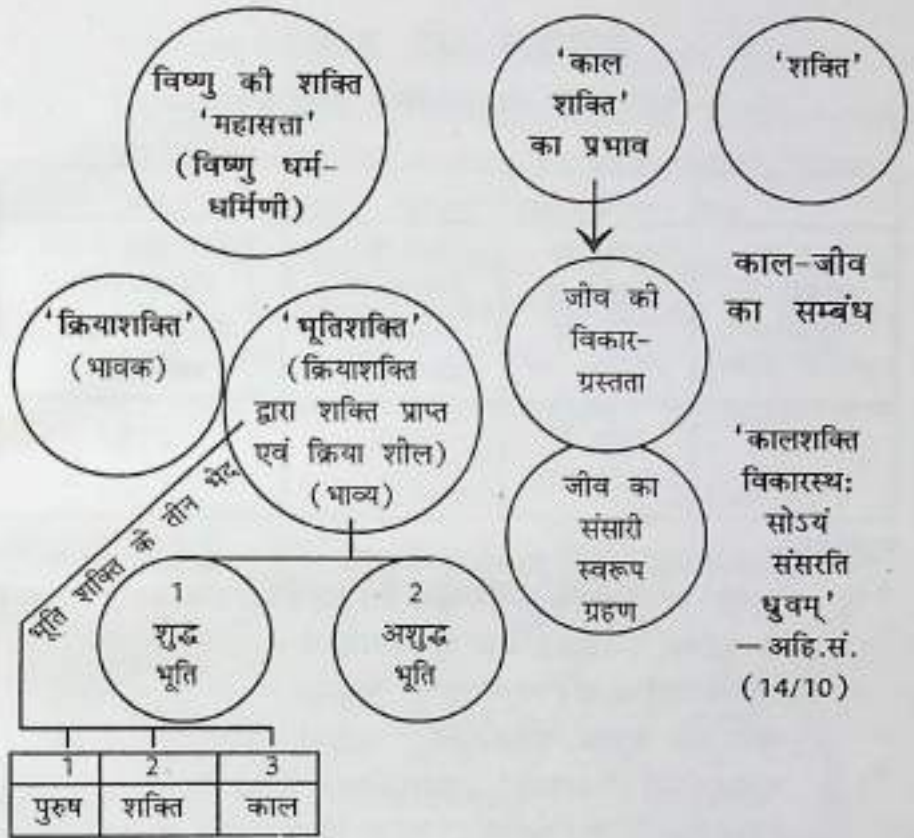 विष्णु की शक्ति
'महासत्ता'
(विष्णु धर्म-
धर्मिणी)
'काल
शक्ति'
का प्रभाव
'शक्ति'
'क्रियाशक्ति'
(भावक)
'भूतिशक्ति'
(क्रियाशक्ति
द्वारा शक्ति प्राप्त
एवं क्रिया शील)
(भाव्य)
जीव की
विकार-
ग्रस्तता
काल-जीव
का सम्बंध
जीव का
संसारी
स्वरूप
ग्रहण
'कालशक्ति
विकारस्थः
सोऽयं
संसरति
ध्रुवम्'
—अहि.सं.
(14/10)
भूति शक्ति के तीन भेद
1
शुद्ध
भूति
2
अशुद्ध
भूति
1 2 3
पुरुष शक्ति काल